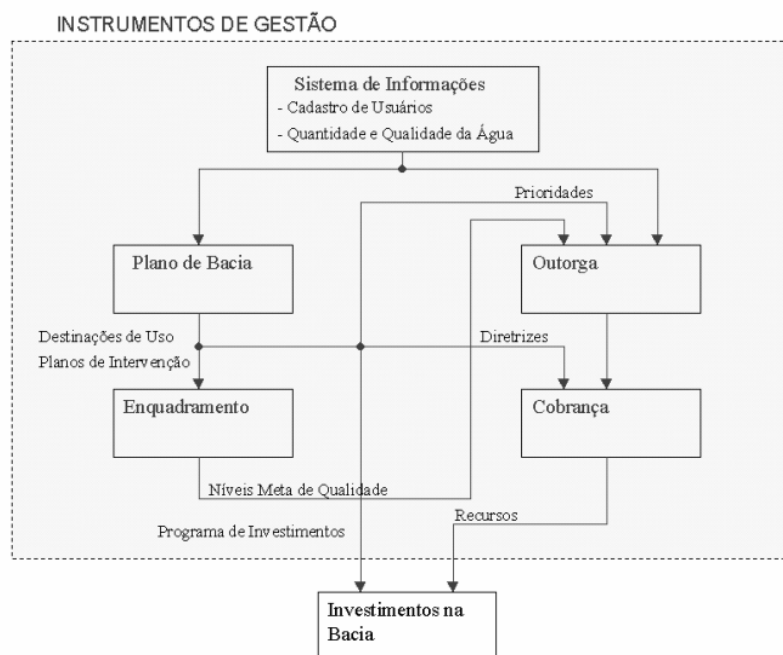 INSTRUMENTOS DE GESTÃO
Sistema de Informações
- Cadastro de Usuários
- Quantidade e Qualidade da Água
Prioridades
Plano de Bacia
Outorga
Destinações de Uso
Planos de Intervenção
Diretrizes
Enquadramento
Cobrança
Níveis Meta de Qualidade
Programa de Investimentos
Recursos
Investimentos na
Bacia